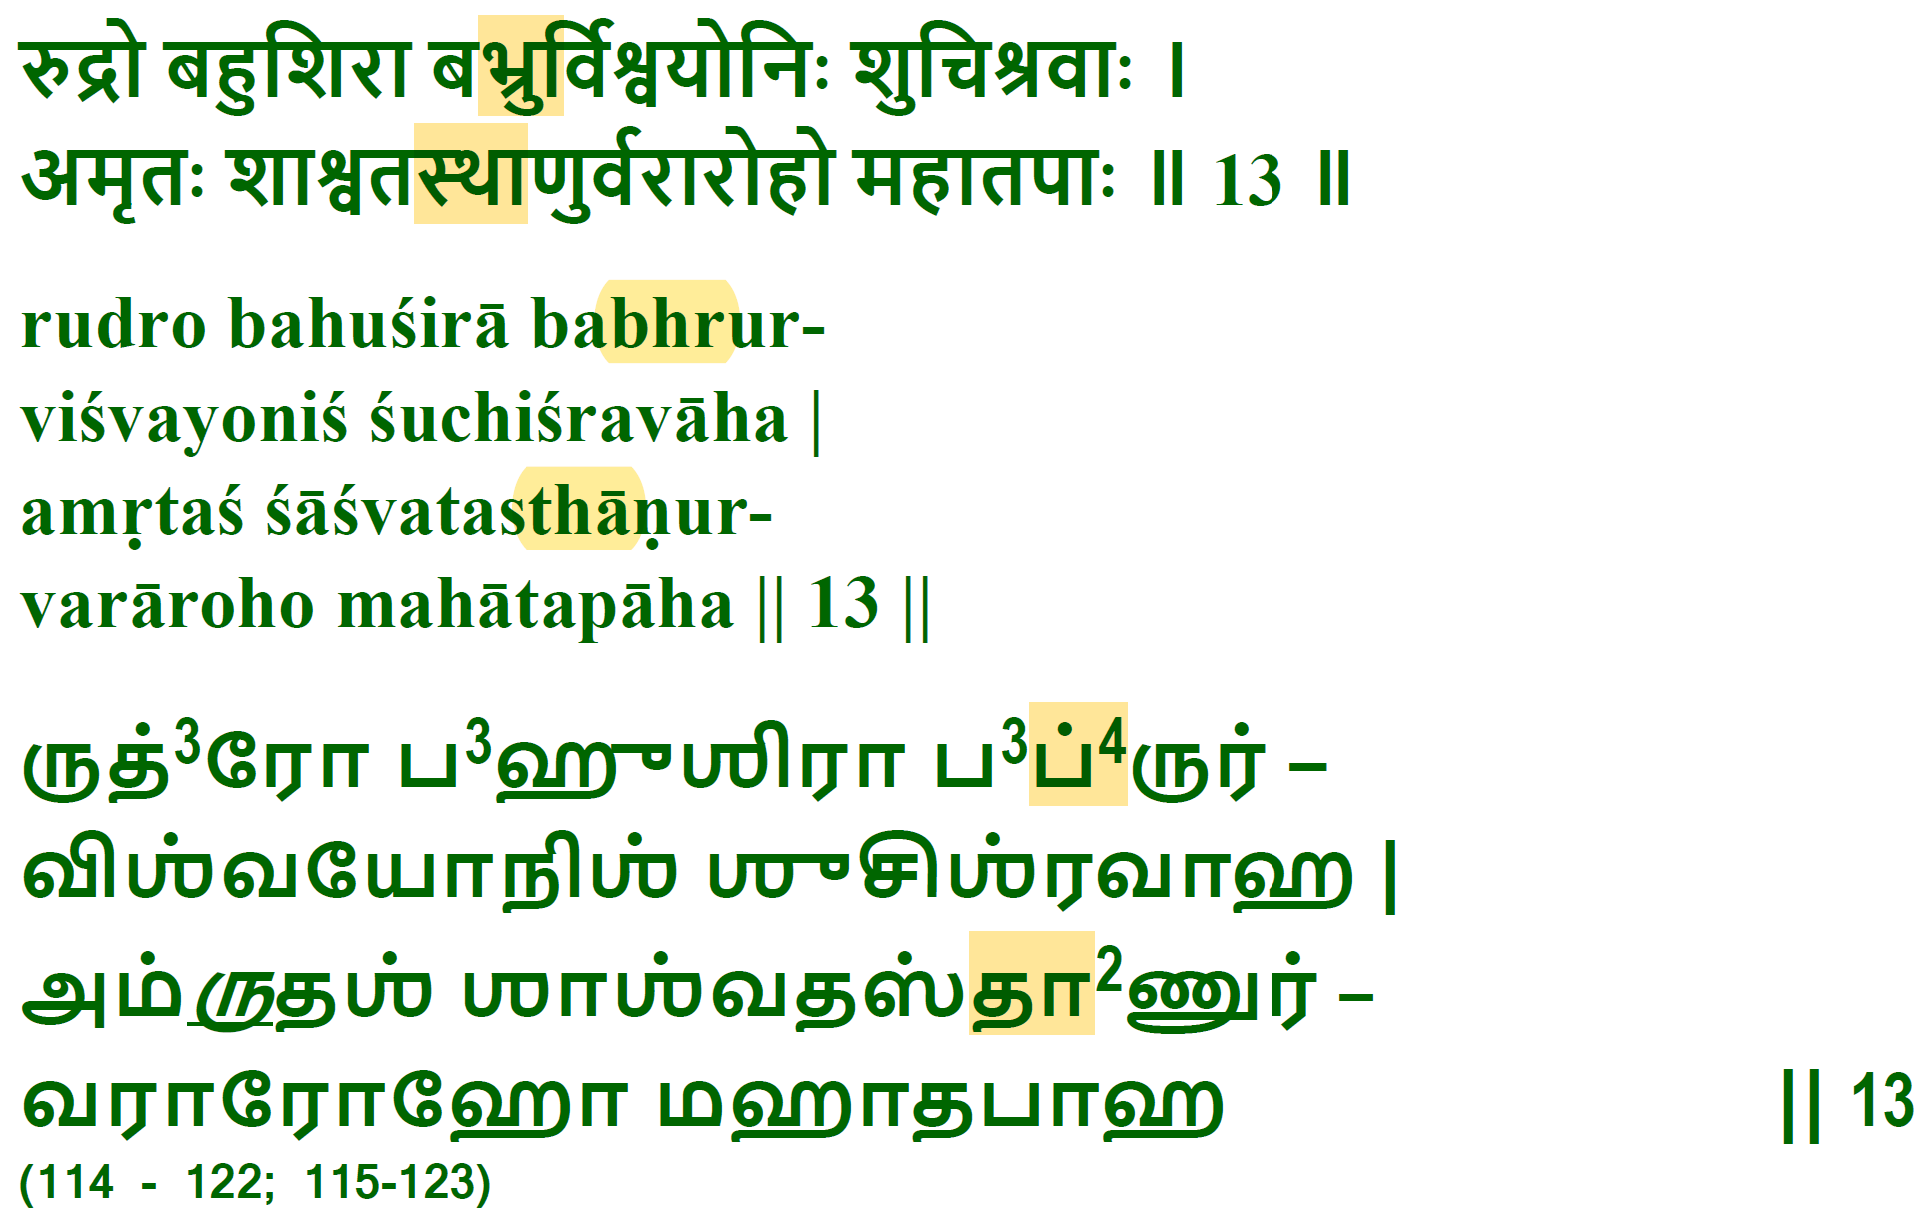 रुद्रो बहुशिरा बभ्रुर्विश्वयोनिः शुचिश्रवाः ।
अमृतः शाश्वतस्थाणुर्वरारोहो महातपाः ॥ 13 ॥
rudro bahuśirā babhrur-
viśvayoniś śuchiśravāha |
amṛtaś śāśvatasthāṇur-
varāroho mahātapāha || 13 ||
ருத்³ரோ ப³ஹுஶிரா ப³ப்⁴ருர் –
விஶ்வயோநிஶ் ஶுசிஶ்ரவாஹ |
அம்ருதஶ் ஶாஶ்வதஸ்தா²ணுர் –
வராரோஹோ மஹாதபாஹ || 13
(114 - 122; 115-123)